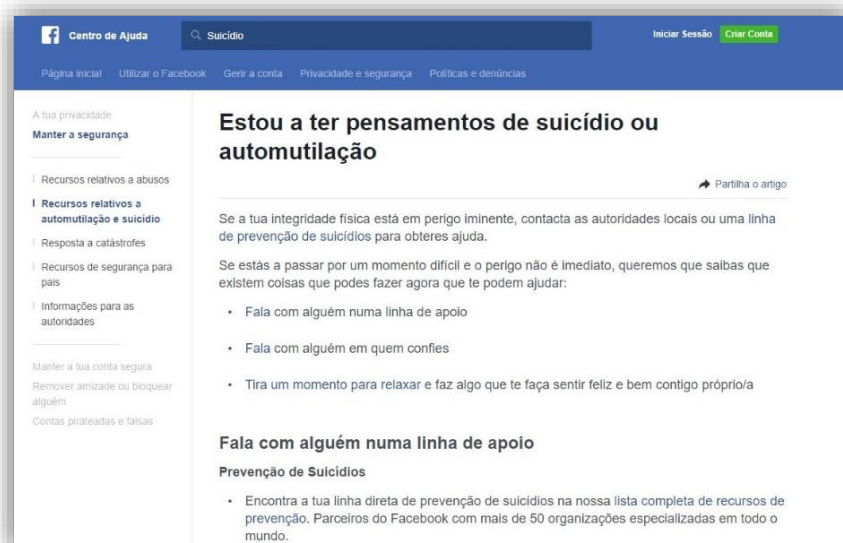 Centro de Ajuda
Suicídio
Iniciar Sessão
Criar Conta
Página inicial
Utilizar o Facebook
Gerir a conta
Privacidade e segurança
Políticas e denúncias
A tua privacidade
Manter a segurança
Recursos relativos a abusos
Recursos relativos a
automutilação e suicídio
Resposta a catástrofes
Recursos de segurança para
pais
Informações para as
autoridades
Manter a tua conta segura
Remover amizade ou bloquear
alguém
Contas pirateadas e falsas
Estou a ter pensamentos de suicídio ou
automutilação
Partilha o artigo
Se a tua integridade física está em perigo iminente, contacta as autoridades locais ou uma linha
de prevenção de suicídios para obteres ajuda.
Se estás a passar por um momento difícil e o perigo não é imediato, queremos que saibas que
existem coisas que podes fazer agora que te podem ajudar:
• Fala com alguém numa linha de apoio
• Fala com alguém em quem confies
• Tira um momento para relaxar e faz algo que te faça sentir feliz e bem contigo próprio/a
Fala com alguém numa linha de apoio
Prevenção de Suicídios
• Encontra a tua linha direta de prevenção de suicídios na nossa lista completa de recursos de
prevenção. Parceiros do Facebook com mais de 50 organizações especializadas em todo o
mundo.